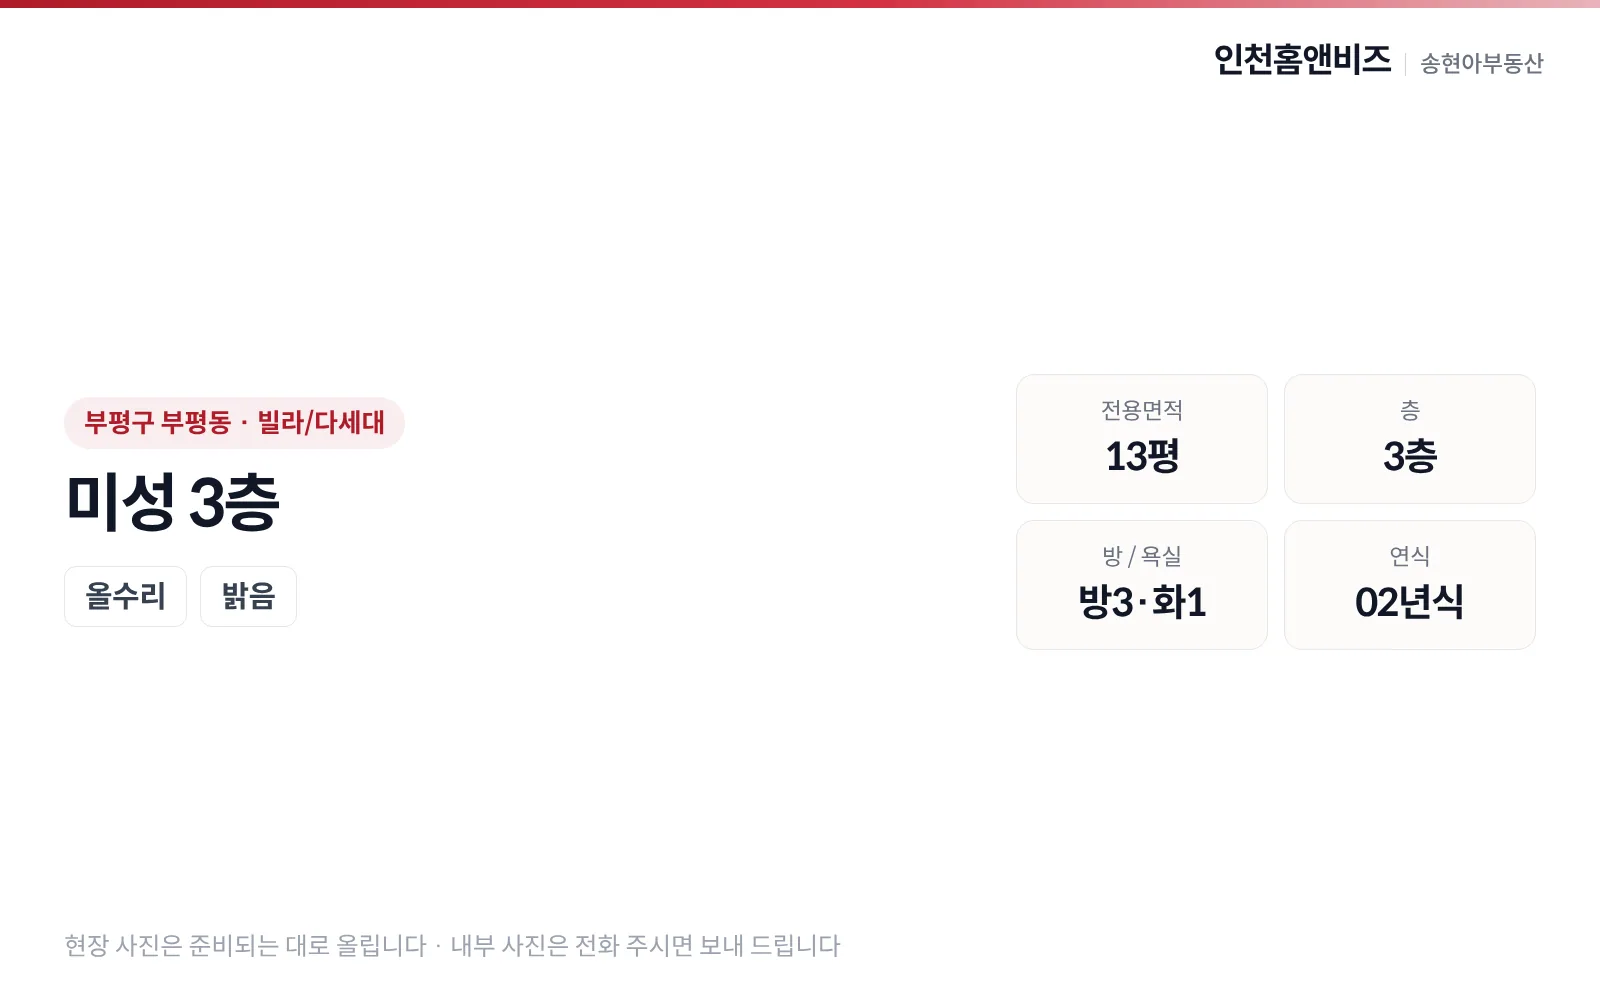 인천홈앤비즈 | 송현아부동산
부평구 부평동 · 빌라/다세대
미성 3층
올수리 밝음
전용면적
13평
층
3층
방 / 욕실
방3·화1
연식
02년식
현장 사진은 준비되는 대로 올립니다 · 내부 사진은 전화 주시면 보내 드립니다